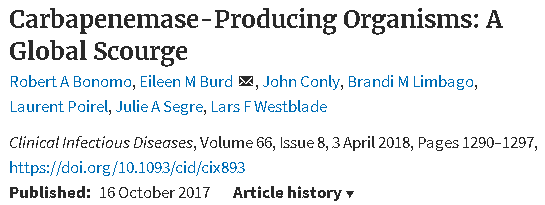 Carbapenemase-Producing Organisms: A
Global Scourge
Robert A Bonomo, Eileen M Burd, John Conly, Brandi M Limbago,
Laurent Poirel, Julie A Segre, Lars F Westblade
Clinical Infectious Diseases, Volume 66, Issue 8, 3 April 2018, Pages 1290–1297,
https://doi.org/10.1093/cid/cix893
Published: 16 October 2017 Article history